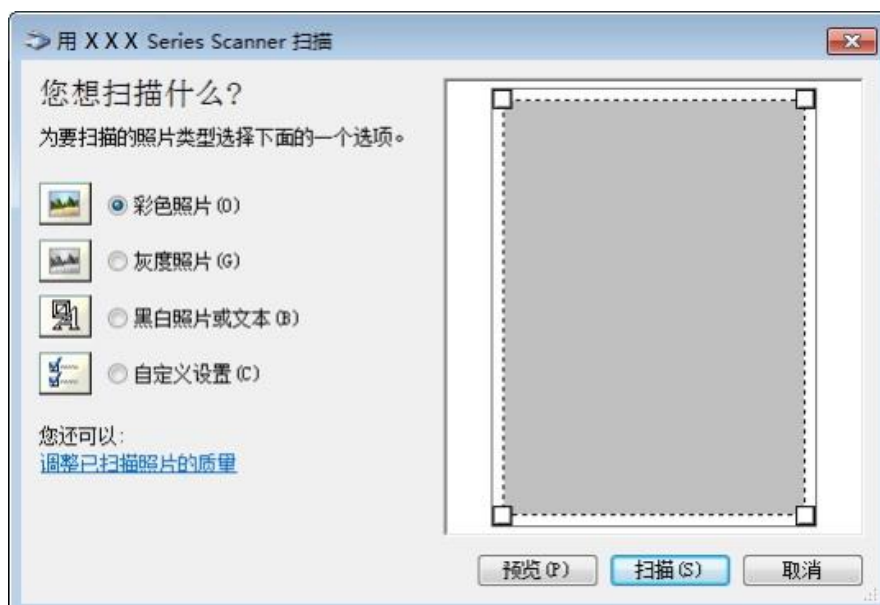 用 X X X Series Scanner 扫描
您想扫描什么?
为要扫描的照片类型选择下面的一个选项。
彩色照片(O)
灰度照片(G)
黑白照片或文本(B)
自定义设置(C)
您还可以:
调整已扫描照片的质量
预览(P) 扫描(S) 取消